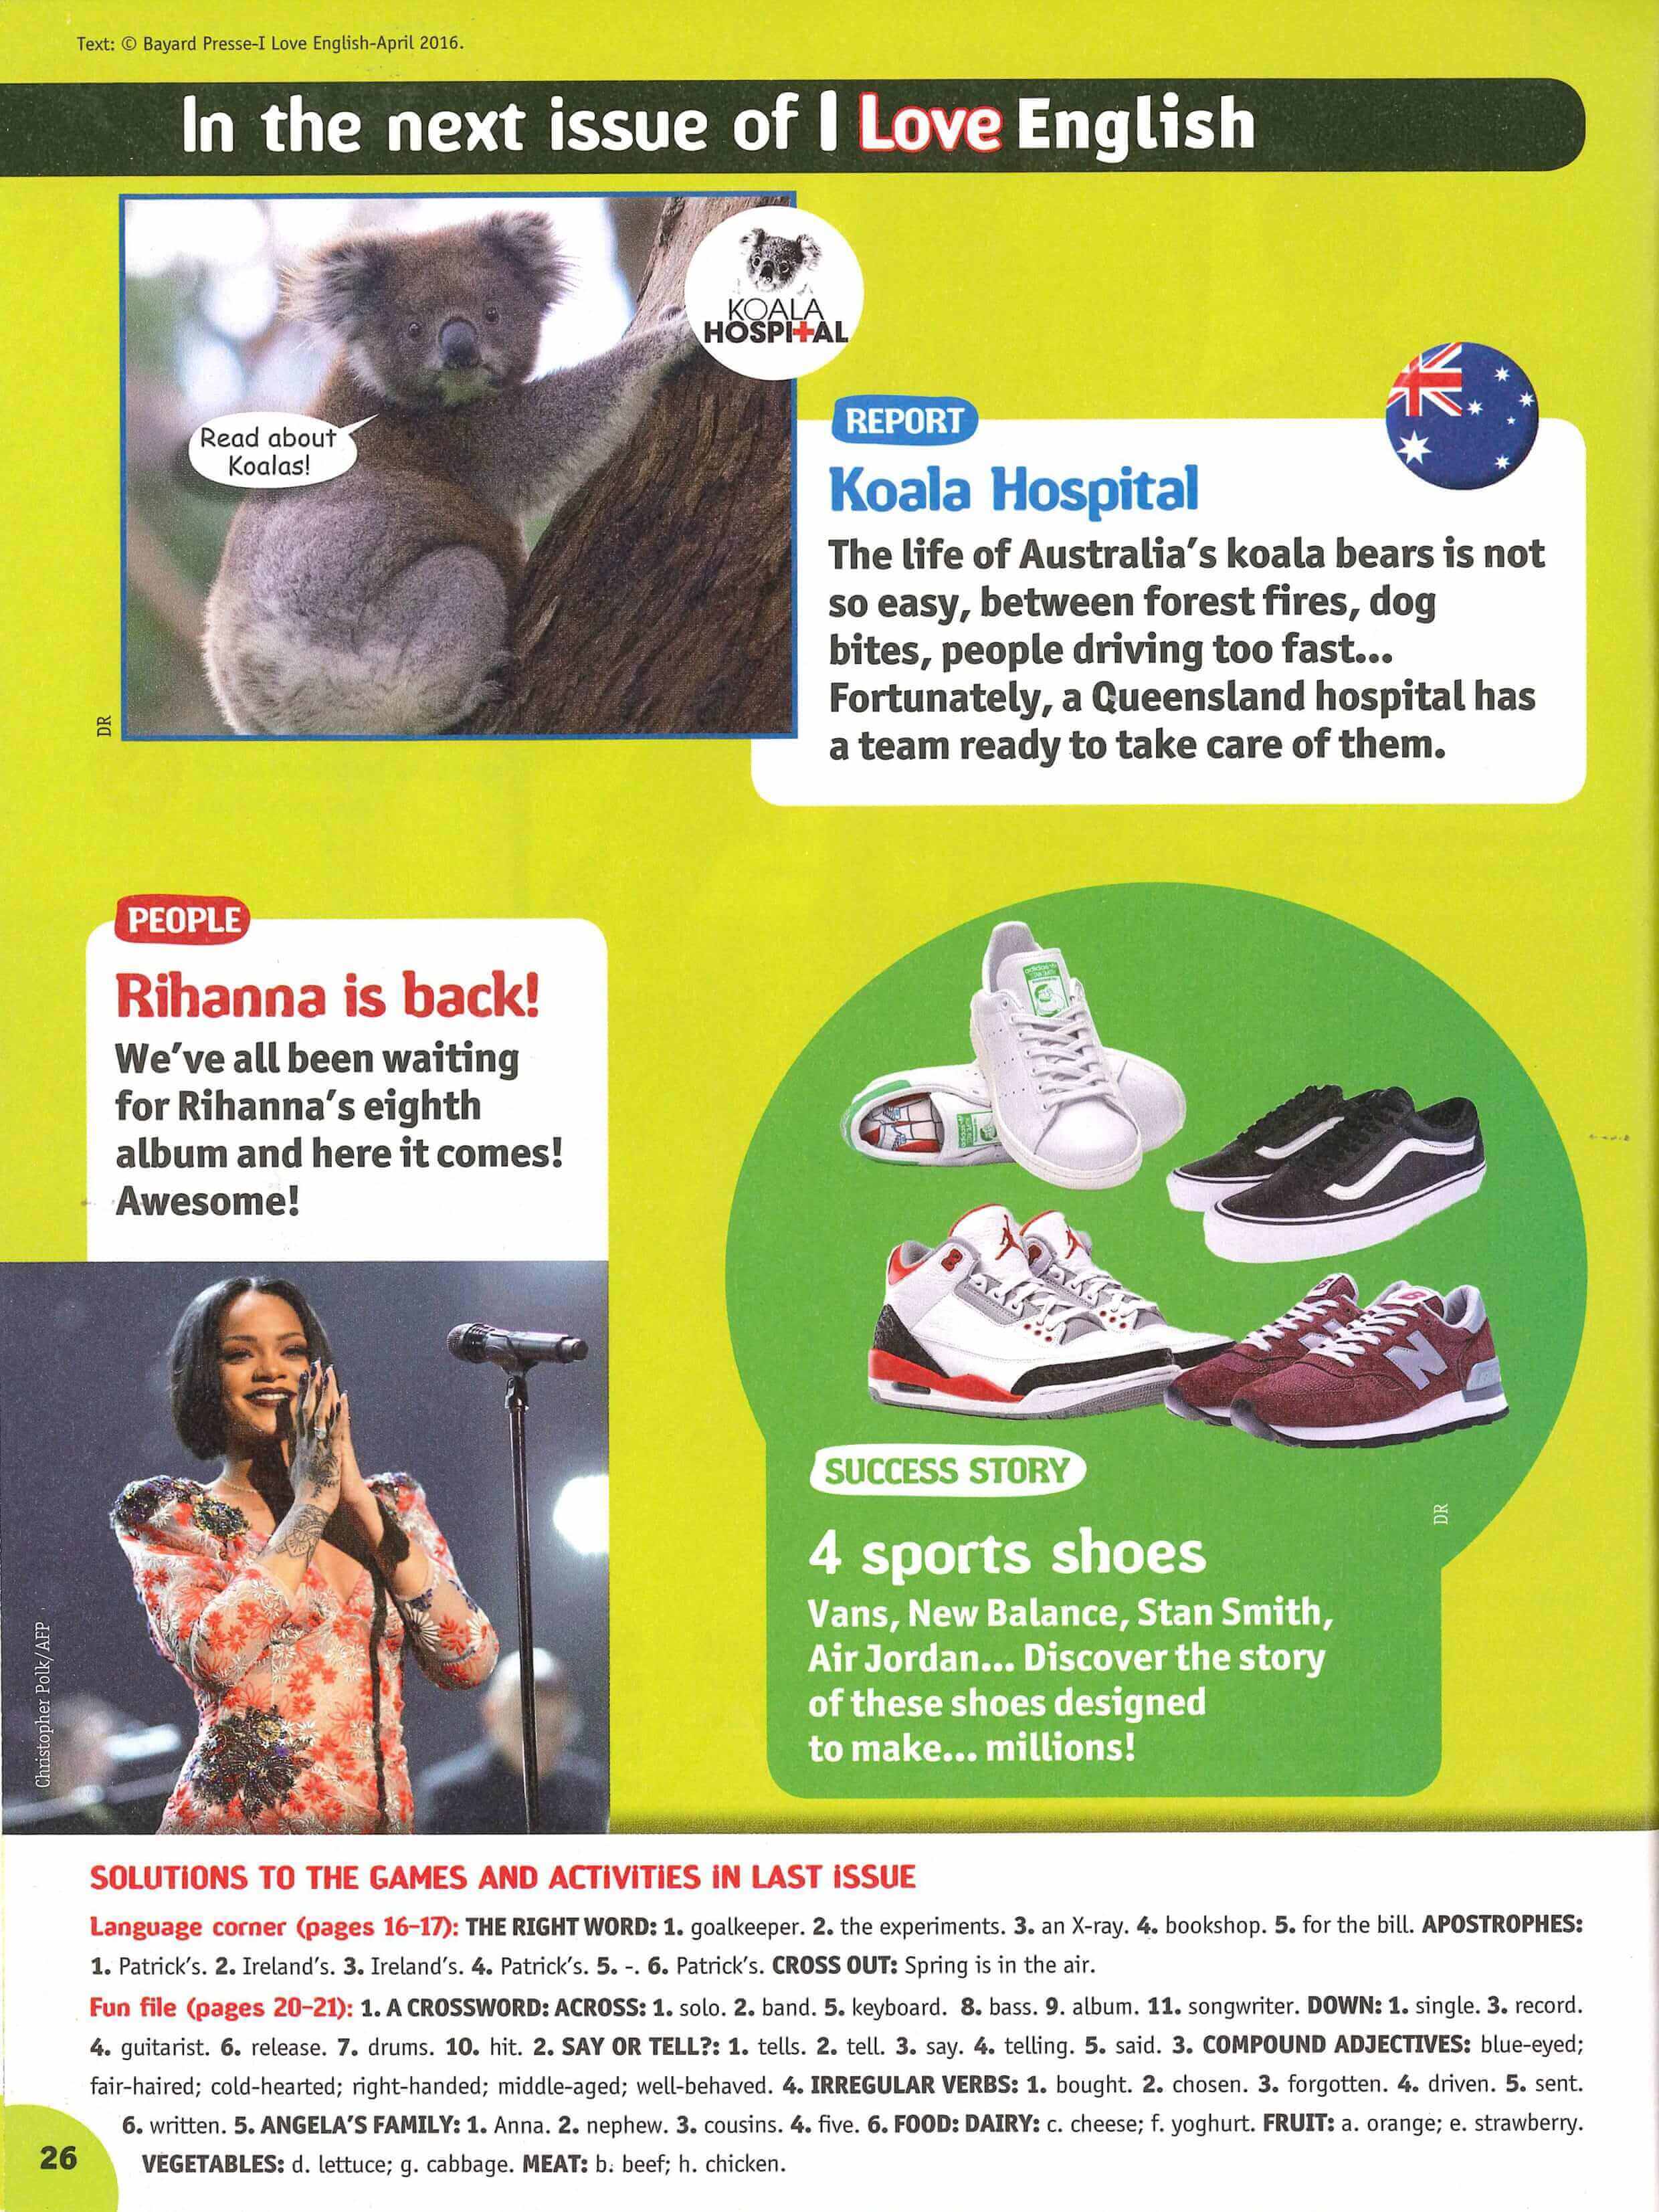 Text: © Bayard Presse-I Love English-April 2016.
In the next issue of I Love English
KOALA
HOSPITAL
Read about
Koalas!
DR
REPORT
Koala Hospital
The life of Australia's koala bears is not
so easy, between forest fires, dog
bites, people driving too fast...
Fortunately, a Queensland hospital has
a team ready to take care of them.
PEOPLE
Rihanna is back!
We've all been waiting
for Rihanna's eighth
album and here it comes!
Awesome!
Christopher Polk/AFP
N
SUCCESS STORY
DR
4 sports shoes
Vans, New Balance, Stan Smith,
Air Jordan... Discover the story
of these shoes designed
to make... millions!
SOLUTIONS TO THE GAMES AND ACTIVITIES IN LAST ISSUE
Language corner (pages 16-17): THE RIGHT WORD: 1. goalkeeper. 2. the experiments. 3. an X-ray. 4. bookshop. 5. for the bill. APOSTROPHES:
1. Patrick's. 2. Ireland's. 3. Ireland's. 4. Patrick's. 5. -. 6. Patrick's. CROSS OUT: Spring is in the air.
Fun file (pages 20-21): 1. A CROSSWORD: ACROSS: 1. solo. 2. band. 5. keyboard. 8. bass. 9. album. 11. songwriter. DOWN: 1. single. 3. record.
4. guitarist. 6. release. 7. drums. 10. hit. 2. SAY OR TELL?: 1. tells. 2. tell. 3. say. 4. telling. 5. said. 3. COMPOUND ADJECTIVES: blue-eyed;
fair-haired; cold-hearted; right-handed; middle-aged; well-behaved. 4. IRREGULAR VERBS: 1. bought. 2. chosen. 3. forgotten. 4. driven. 5. sent.
6. written. 5. ANGELA'S FAMILY: 1. Anna. 2. nephew. 3. cousins. 4. five. 6. FOOD: DAIRY: c. cheese; f. yoghurt. FRUIT: a. orange; e. strawberry.
VEGETABLES: d. lettuce; g. cabbage. MEAT: b. beef; h. chicken.
26